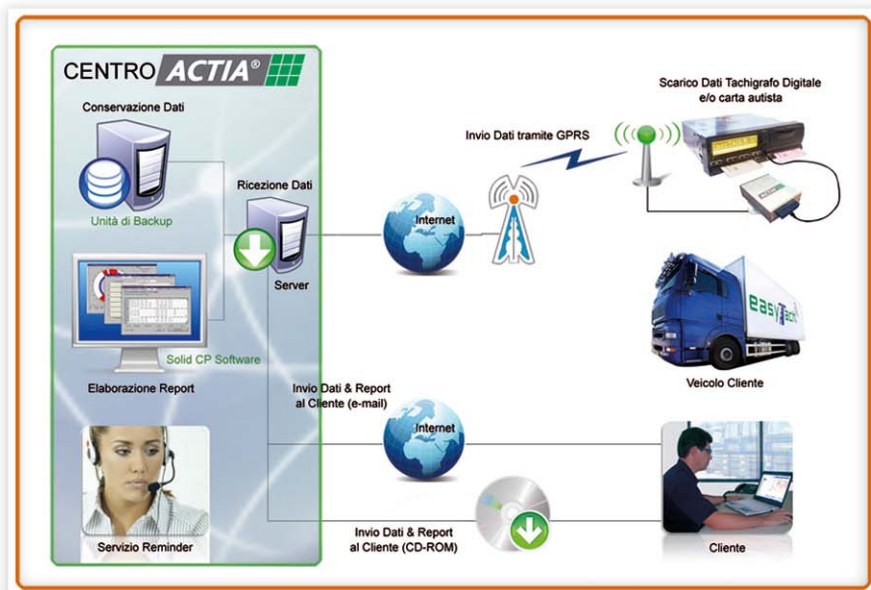 CENTRO ACTIA®
Conservazione Dati
Unità di Backup
Ricezione Dati
Server
Solid CP Software
Elaborazione Report
Servizio Reminder
Internet
Invio Dati tramite GPRS
Scarico Dati Tachigrafo Digitale
e/o carta autista
ACTIA
easyTach
Veicolo Cliente
Invio Dati & Report
al Cliente (e-mail)
Internet
Invio Dati & Report
al Cliente (CD-ROM)
Cliente